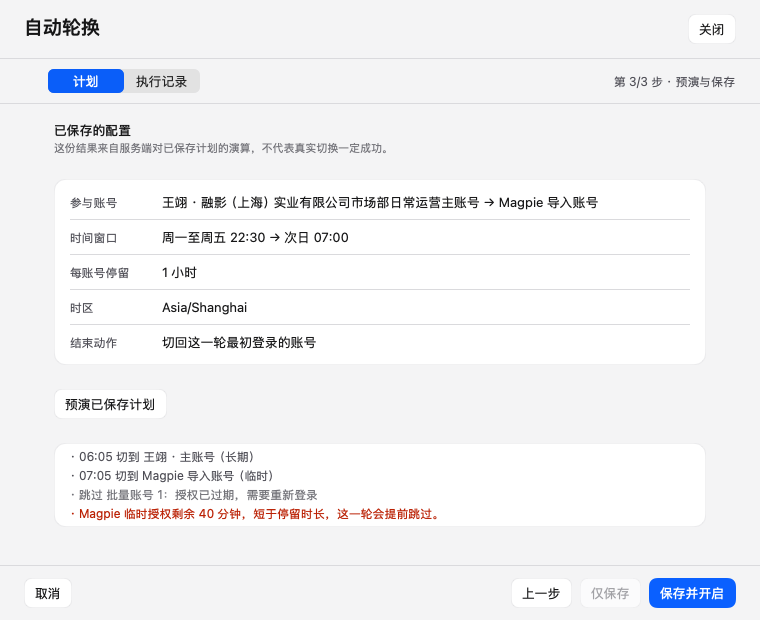 自动轮换
关闭
计划
执行记录
第 3/3 步 · 预演与保存
已保存的配置
这份结果来自服务端对已保存计划的演算，不代表真实切换一定成功。
参与账号 王翊 · 融影（上海）实业有限公司市场部日常运营主账号 → Magpie 导入账号
时间窗口 周一至周五 22:30 → 次日 07:00
每账号停留 1 小时
时区 Asia/Shanghai
结束动作 切回这一轮最初登录的账号
预演已保存计划
· 06:05 切到 王翊 · 主账号（长期）
· 07:05 切到 Magpie 导入账号（临时）
· 跳过 批量账号 1：授权已过期，需要重新登录
· Magpie 临时授权剩余 40 分钟，短于停留时长，这一轮会提前跳过。
取消
上一步
仅保存
保存并开启